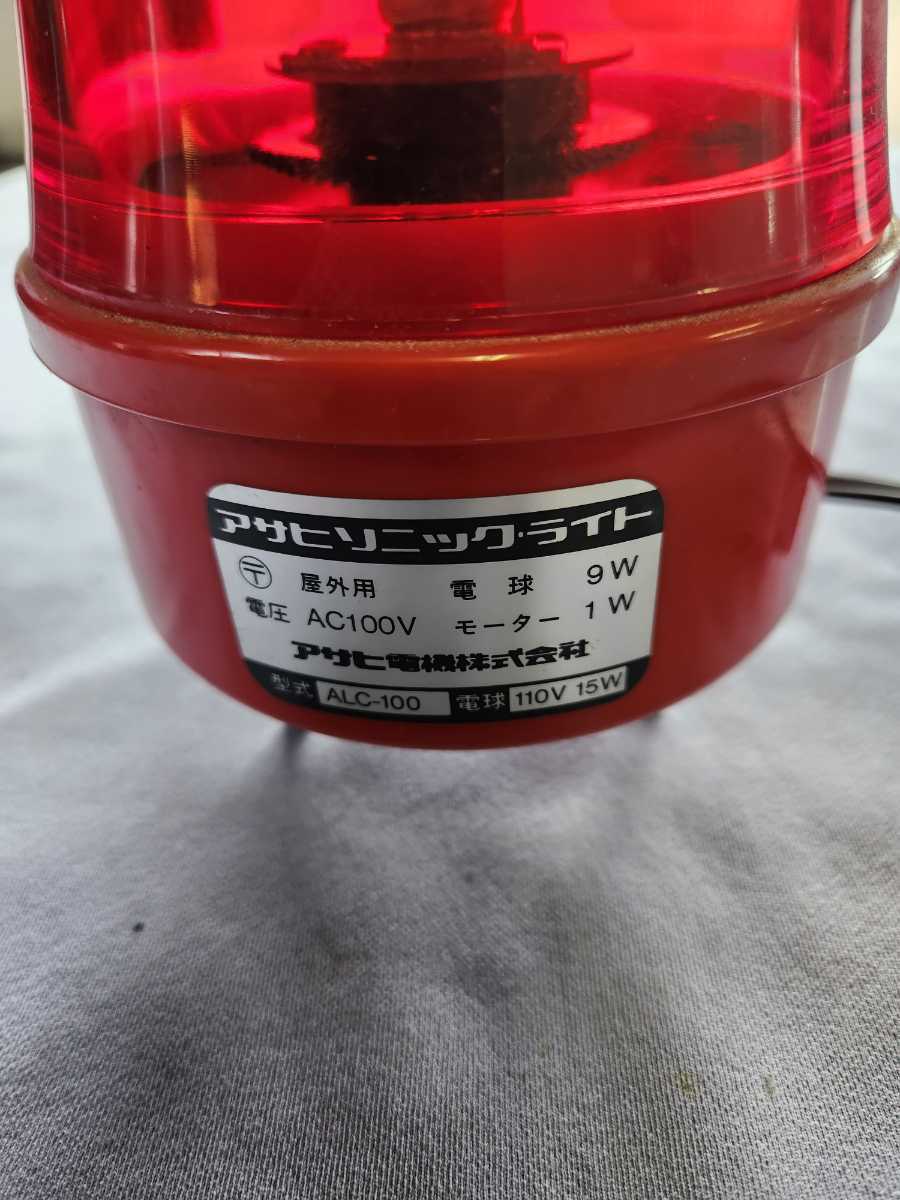 アサヒソニック・ライト
〒 屋外用 電球 9W
電圧 AC100V モーター 1W
アサヒ電機株式会社
型式 ALC-100 電球 110V 15W